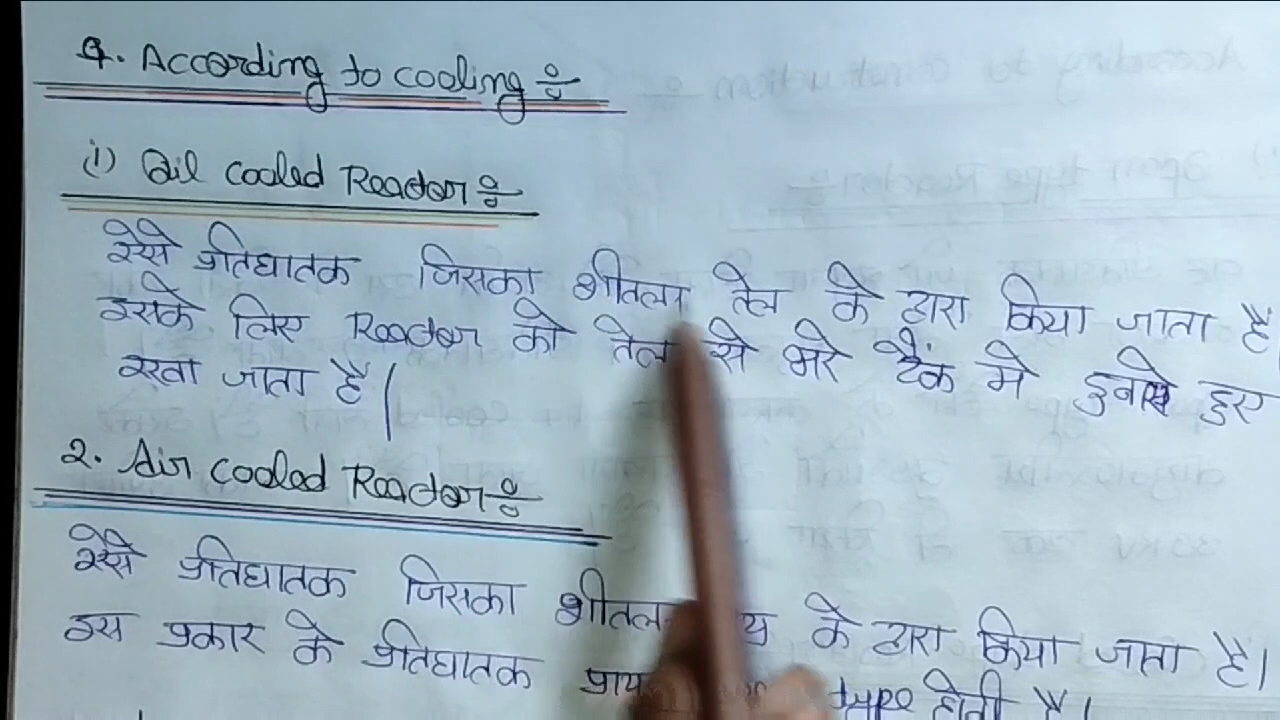 4. According to cooling÷
(i) Oil cooled Reactor÷
ऐसे प्रतिघातक जिसका शीतलन तेल के द्वारा किया जाता है
इसके लिए Reactor को तेल से भरे टैंक मे डुबोए हुए
रखा जाता है |
2. Air cooled Reactor÷
ऐसे प्रतिघातक जिसका के द्वारा किया जाता है।
इस प्रकार के प्रतिघातक type होती है।